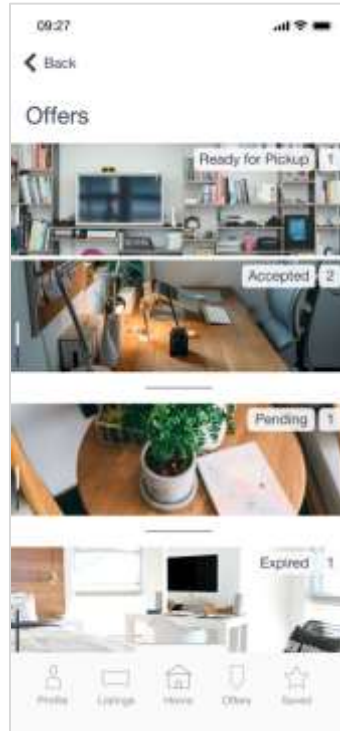 09:27
Back
Offers
Ready for Pickup 1
Accepted 2
Pending 1
Expired 1
Profile Listings Home Offers Saved